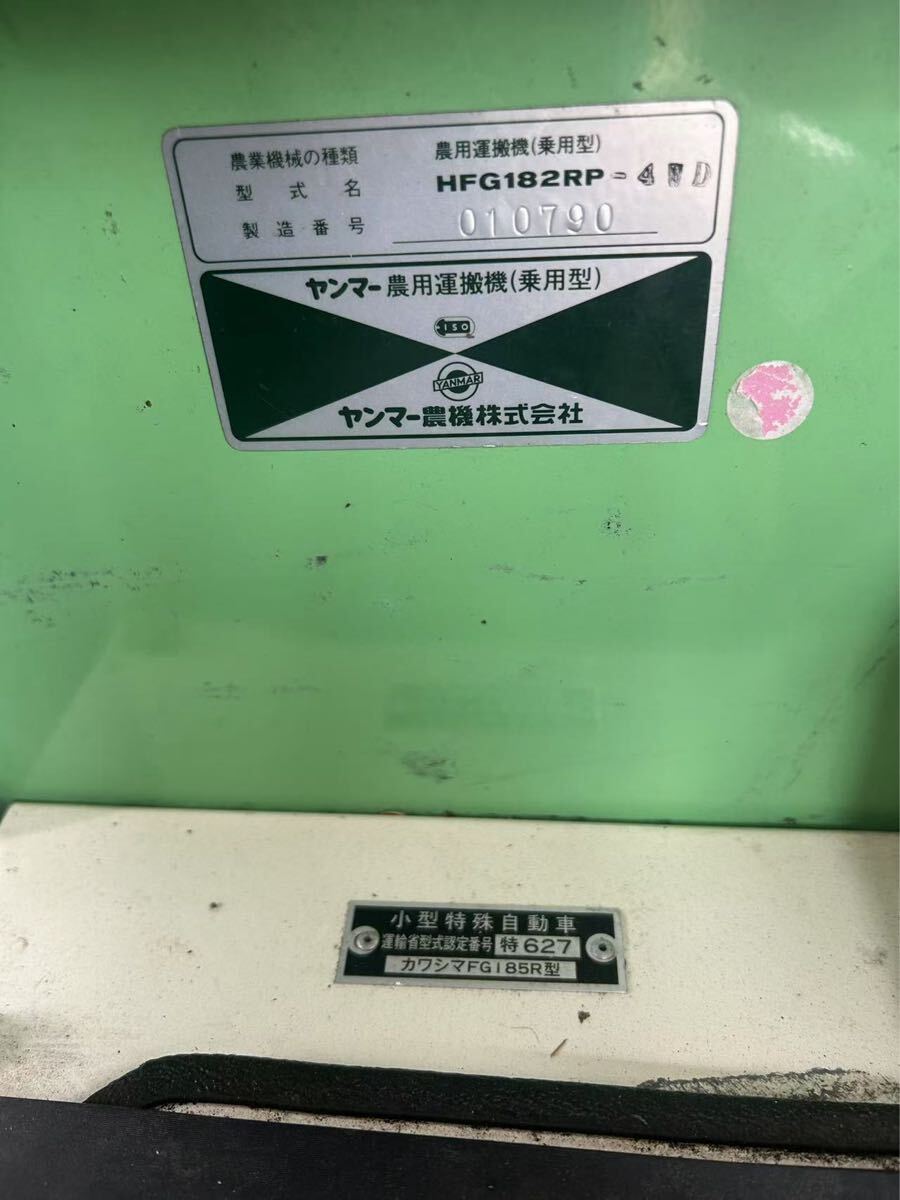 農業機械の種類 農用運搬機(乗用型)
型式名 HFG182RP-4WD
製造番号 010790
ヤンマー農用運搬機(乗用型)
ISO
YANMAR
ヤンマー農機株式会社
小型特殊自動車
運輸省型式認定番号 特627
カワシマFG185R型